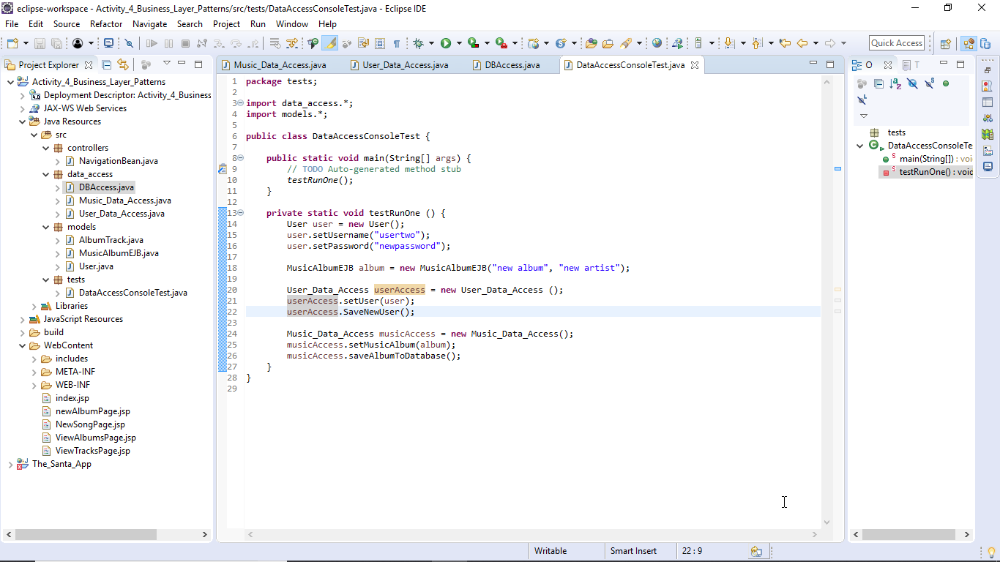 eclipse-workspace - Activity_4_Business_Layer_Patterns/src/tests/DataAccessConsoleTest.java - Eclipse IDE
File Edit Source Refactor Navigate Search Project Run Window Help
Quick Access
Project Explorer
Activity_4_Business_Layer_Patterns
Deployment Descriptor: Activity_4_Business
JAX-WS Web Services
Java Resources
src
controllers
NavigationBean.java
data_access
DBAccess.java
Music_Data_Access.java
User_Data_Access.java
models
AlbumTrack.java
MusicAlbumEJB.java
User.java
tests
DataAccessConsoleTest.java
Libraries
JavaScript Resources
build
WebContent
includes
META-INF
WEB-INF
index.jsp
newAlbumPage.jsp
NewSongPage.jsp
ViewAlbumsPage.jsp
ViewTracksPage.jsp
The_Santa_App
Music_Data_Access.java User_Data_Access.java DBAccess.java DataAccessConsoleTest.java
1 package tests;
2
3 import data_access.*;
4 import models.*;
5
6 public class DataAccessConsoleTest {
7
8 public static void main(String[] args) {
9 // TODO Auto-generated method stub
10 testRunOne();
11 }
12
13 private static void testRunOne () {
14 User user = new User();
15 user.setUsername("usertwo");
16 user.setPassword("newpassword");
17
18 MusicAlbumEJB album = new MusicAlbumEJB("new album", "new artist");
19
20 User_Data_Access userAccess = new User_Data_Access ();
21 userAccess.setUser(user);
22 userAccess.SaveNewUser();
23
24 Music_Data_Access musicAccess = new Music_Data_Access();
25 musicAccess.setMusicAlbum(album);
26 musicAccess.saveAlbumToDatabase();
27 }
28 }
29
O T
tests
DataAccessConsoleTe
main(String[]) : voi
testRunOne() : void
Writable Smart Insert 22 : 9